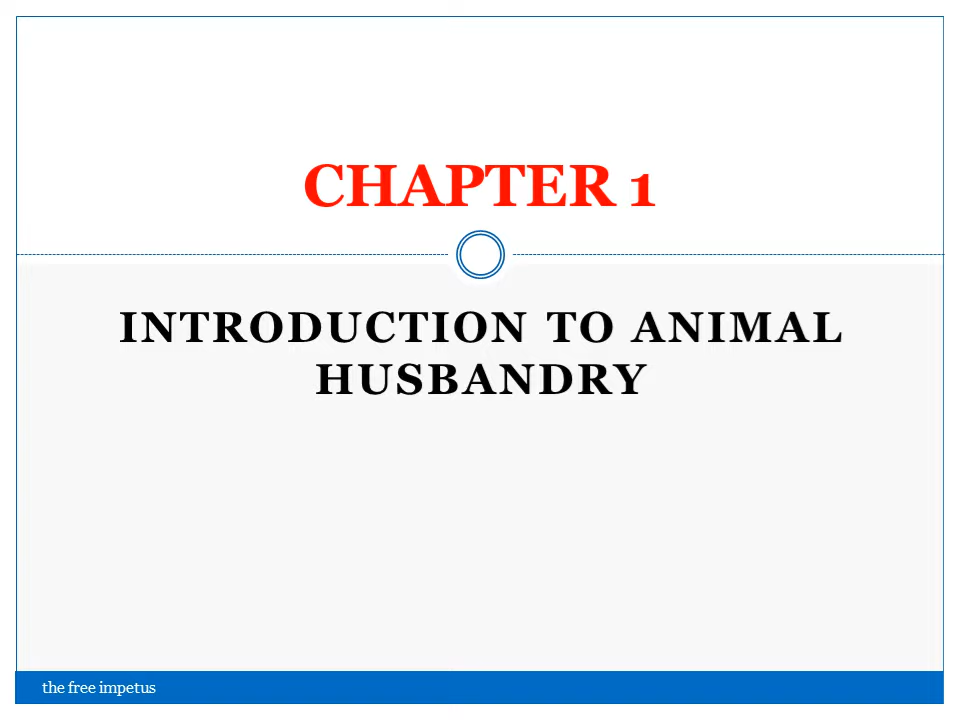 CHAPTER 1
INTRODUCTION TO ANIMAL
HUSBANDRY
the free impetus